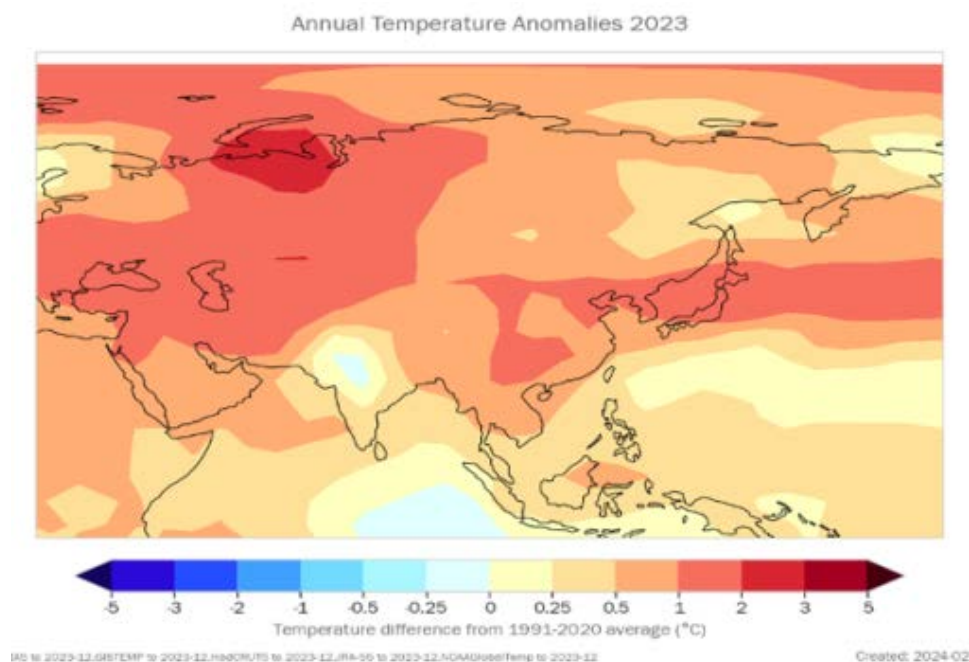 Annual Temperature Anomalies 2023
-5 -3 -2 -1 -0.5 -0.25 0 0.25 0.5 1 2 3 5
Temperature difference from 1991-2020 average (°C)
to 2023-12,GISTEMP to 2023-12,HadCRUT5 to 2023-12,JRA-55 to 2023-12,NOAAGlobalTemp to 2023-12
Created: 2024-02